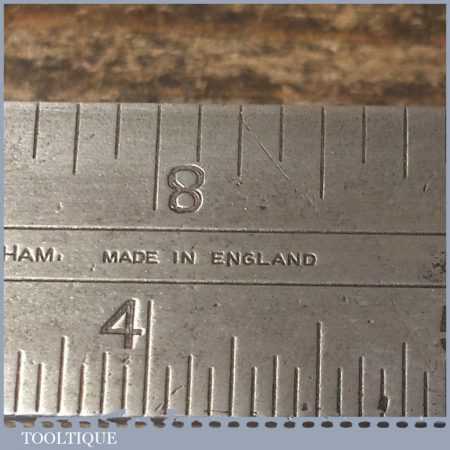 8
HAM. MADE IN ENGLAND
4
TOOLTIQUE